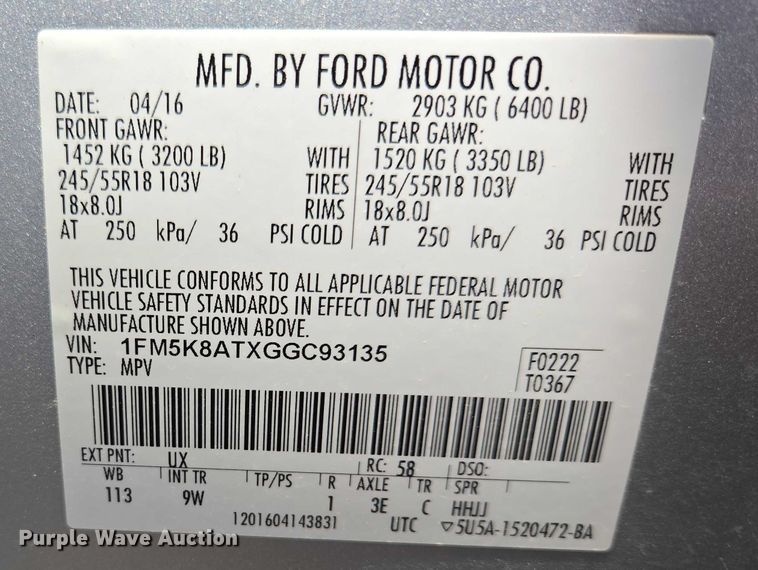 MFD. BY FORD MOTOR CO.
DATE: 04/16 GVWR: 2903 KG ( 6400 LB)
FRONT GAWR: REAR GAWR:
1452 KG ( 3200 LB) WITH 1520 KG ( 3350 LB) WITH
245/55R18 103V TIRES 245/55R18 103V TIRES
18x8.0J RIMS 18x8.0J RIMS
AT 250 kPa/ 36 PSI COLD AT 250 kPa/ 36 PSI COLD
THIS VEHICLE CONFORMS TO ALL APPLICABLE FEDERAL MOTOR
VEHICLE SAFETY STANDARDS IN EFFECT ON THE DATE OF
MANUFACTURE SHOWN ABOVE.
VIN: 1FM5K8ATXGGC93135 F0222
TYPE: MPV T0367
EXT PNT: UX RC: 58 DSO:
WB INT TR TP/PS R AXLE TR SPR
113 9W 1 3E C HHJJ
1201604143831 UTC ▽5U5A-1520472-BA
Purple Wave Auction